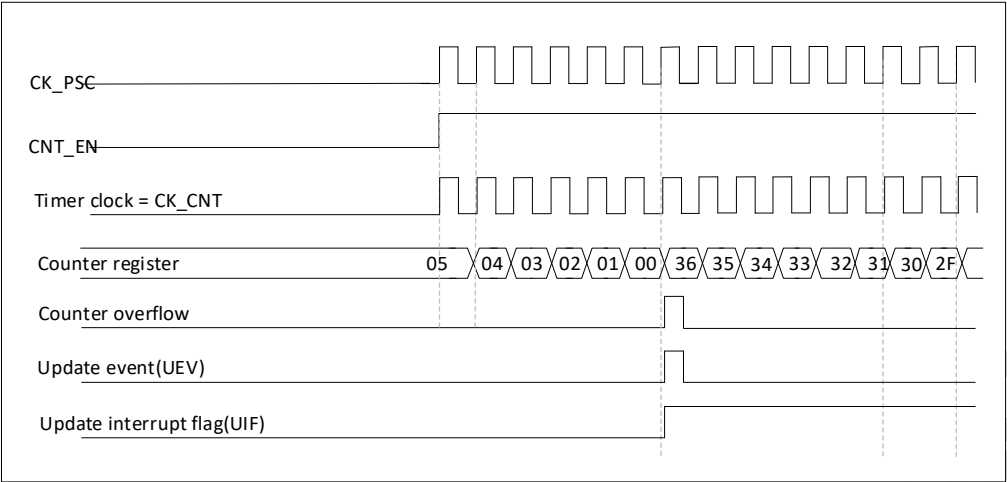 CK_PSC
CNT_EN
Timer clock = CK_CNT
Counter register 05 04 03 02 01 00 36 35 34 33 32 31 30 2F
Counter overflow
Update event(UEV)
Update interrupt flag(UIF)